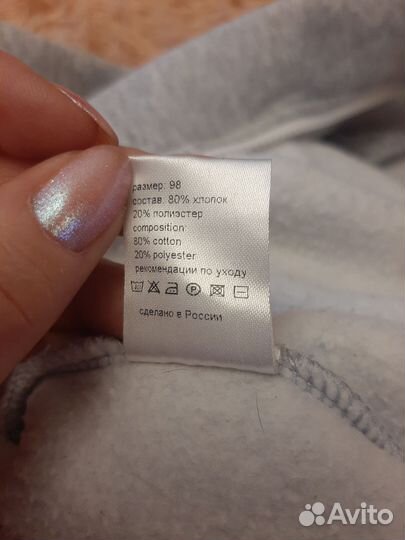 размер: 98
состав: 80% хлопок
20% полиэстер
composition:
80% cotton
20% polyester
рекомендации по уходу
сделано в России
Avito